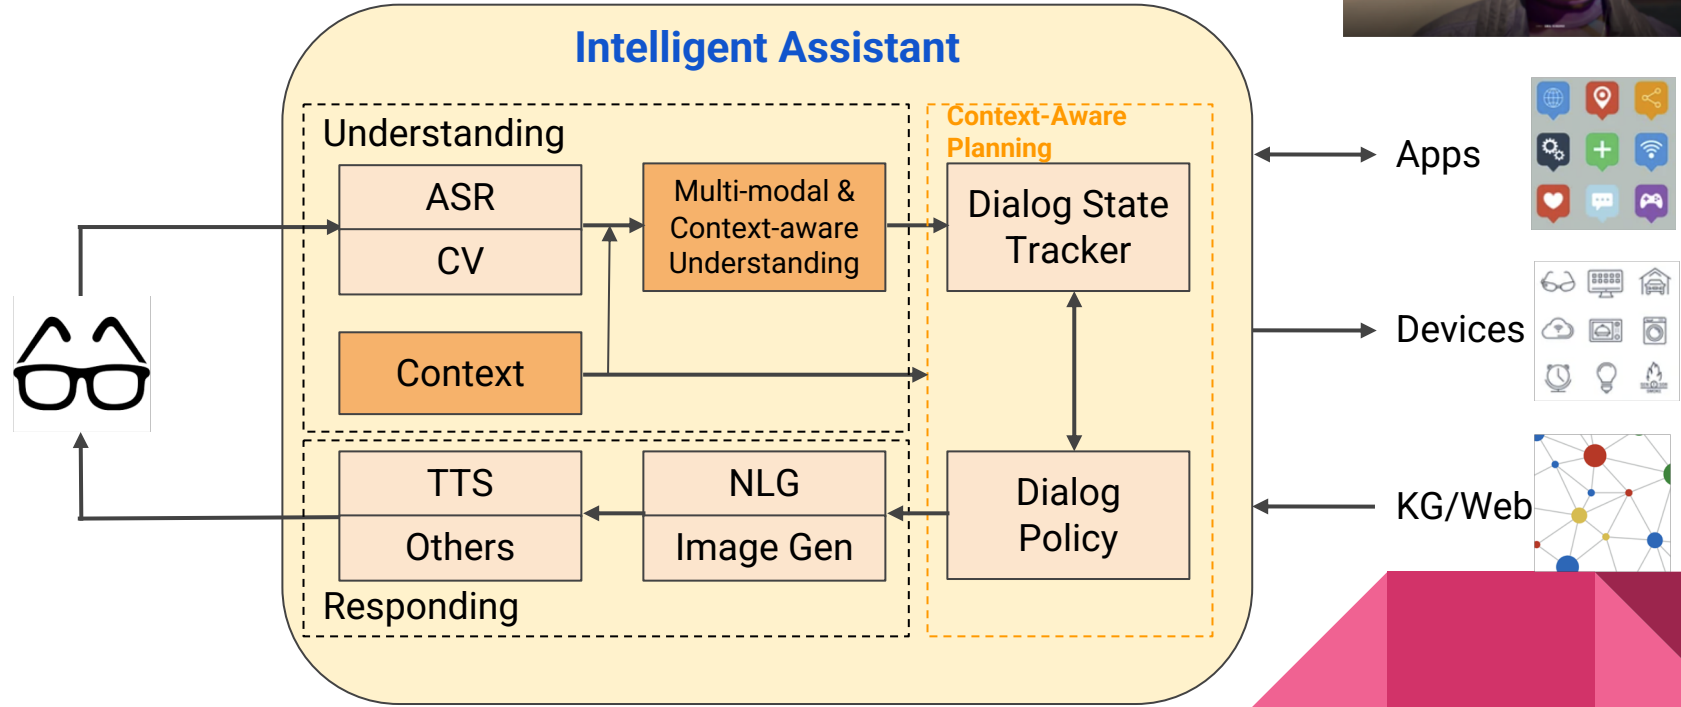 Intelligent Assistant
Understanding
ASR
CV
Context
Multi-modal &
Context-aware
Understanding
Context-Aware
Planning
Dialog State
Tracker
Dialog
Policy
NLG
Image Gen
TTS
Others
Responding
Apps
Devices
KG/Web